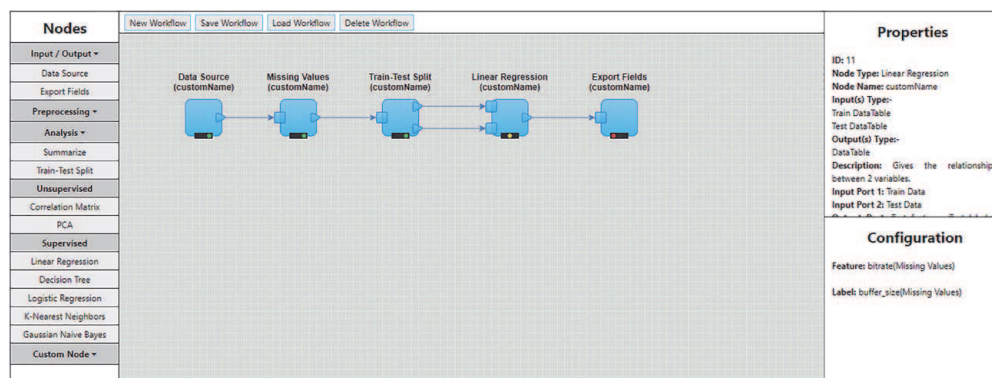 Nodes
Input / Output ▾
Data Source
Export Fields
Preprocessing ▾
Analysis ▾
Summarize
Train-Test Split
Unsupervised
Correlation Matrix
PCA
Supervised
Linear Regression
Decision Tree
Logistic Regression
K-Nearest Neighbors
Gaussian Naive Bayes
Custom Node ▾
New Workflow Save Workflow Load Workflow Delete Workflow
Data Source
(customName)
Missing Values
(customName)
Train-Test Split
(customName)
Linear Regression
(customName)
Export Fields
(customName)
Properties
ID: 11
Node Type: Linear Regression
Node Name: customName
Input(s) Type:-
Train DataTable
Test DataTable
Output(s) Type:-
DataTable
Description: Gives the relationship
between 2 variables.
Input Port 1: Train Data
Input Port 2: Test Data
Configuration
Feature: bitrate(Missing Values)
Label: buffer_size(Missing Values)